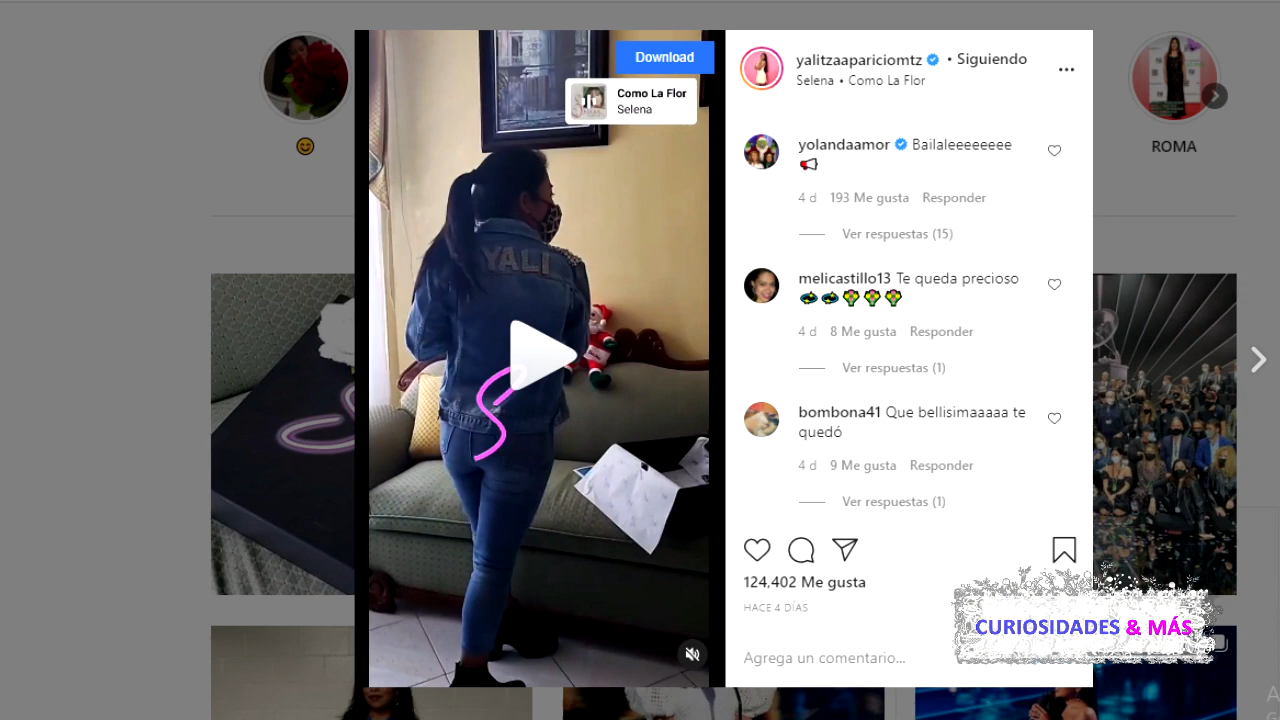 Download
Como La Flor
Selena
YALI
yalitzaapariciomtz • Siguiendo
Selena • Como La Flor
yolandaamor Bailaleeeeeeee
4 d 193 Me gusta Responder
Ver respuestas (15)
melicastillo13 Te queda precioso
4 d 8 Me gusta Responder
Ver respuestas (1)
bombona41 Que bellisimaaaaa te
quedó
4 d 9 Me gusta Responder
Ver respuestas (1)
124,402 Me gusta
HACE 4 DÍAS
Agrega un comentario...
ROMA
CURIOSIDADES & MÁS